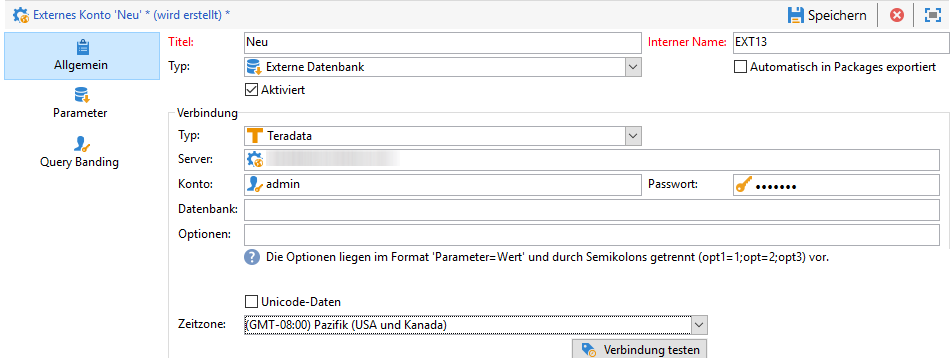 Externes Konto 'Neu' * (wird erstellt) *
Speichern
Allgemein
Parameter
Query Banding
Titel: Neu Interner Name: EXT13
Typ: Externe Datenbank Automatisch in Packages exportiert
Aktiviert
Verbindung
Typ: Teradata
Server:
Konto: admin Passwort: •••••••
Datenbank:
Optionen:
Die Optionen liegen im Format 'Parameter=Wert' und durch Semikolons getrennt (opt1=1;opt=2;opt3) vor.
Unicode-Daten
Zeitzone: (GMT-08:00) Pazifik (USA und Kanada)
Verbindung testen